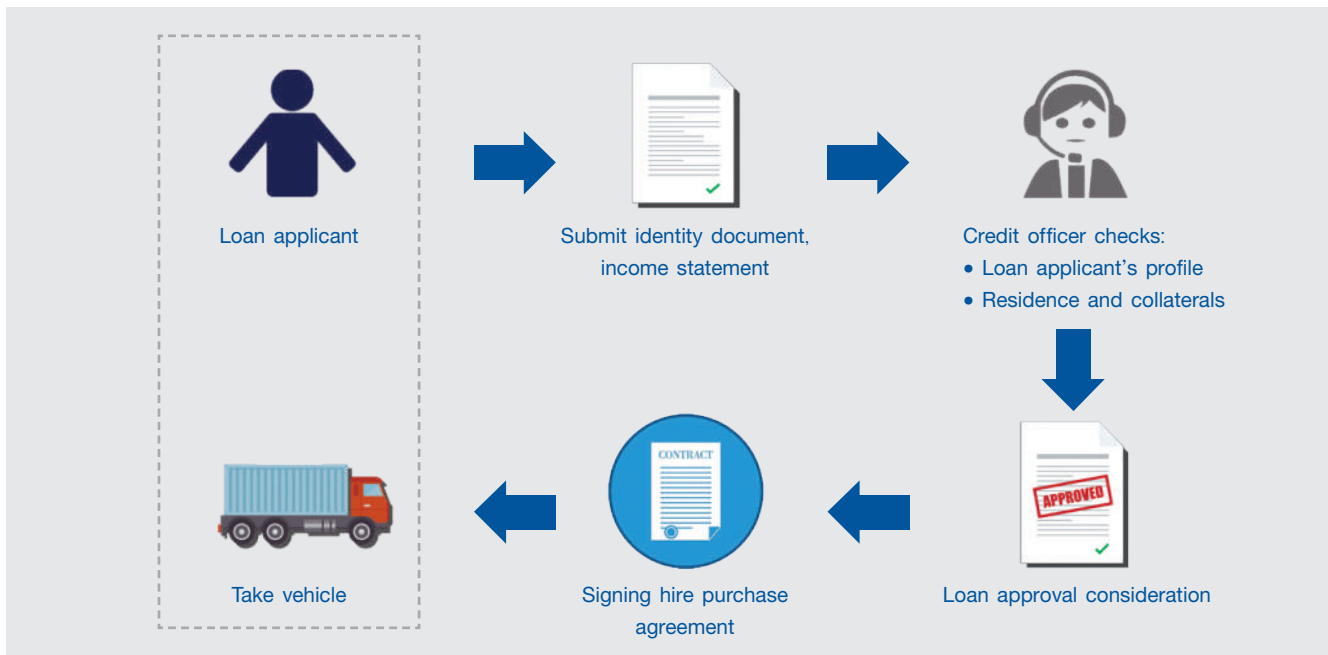 Loan applicant
Submit identity document,
income statement
Credit officer checks:
• Loan applicant's profile
• Residence and collaterals
APPROVED
Loan approval consideration
CONTRACT
Signing hire purchase
agreement
Take vehicle